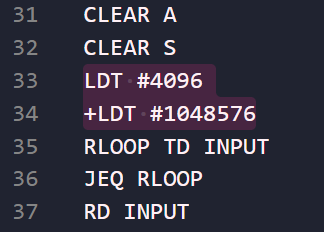 31 CLEAR A
32 CLEAR S
33 LDT #4096
34 +LDT #1048576
35 RLOOP TD INPUT
36 JEQ RLOOP
37 RD INPUT